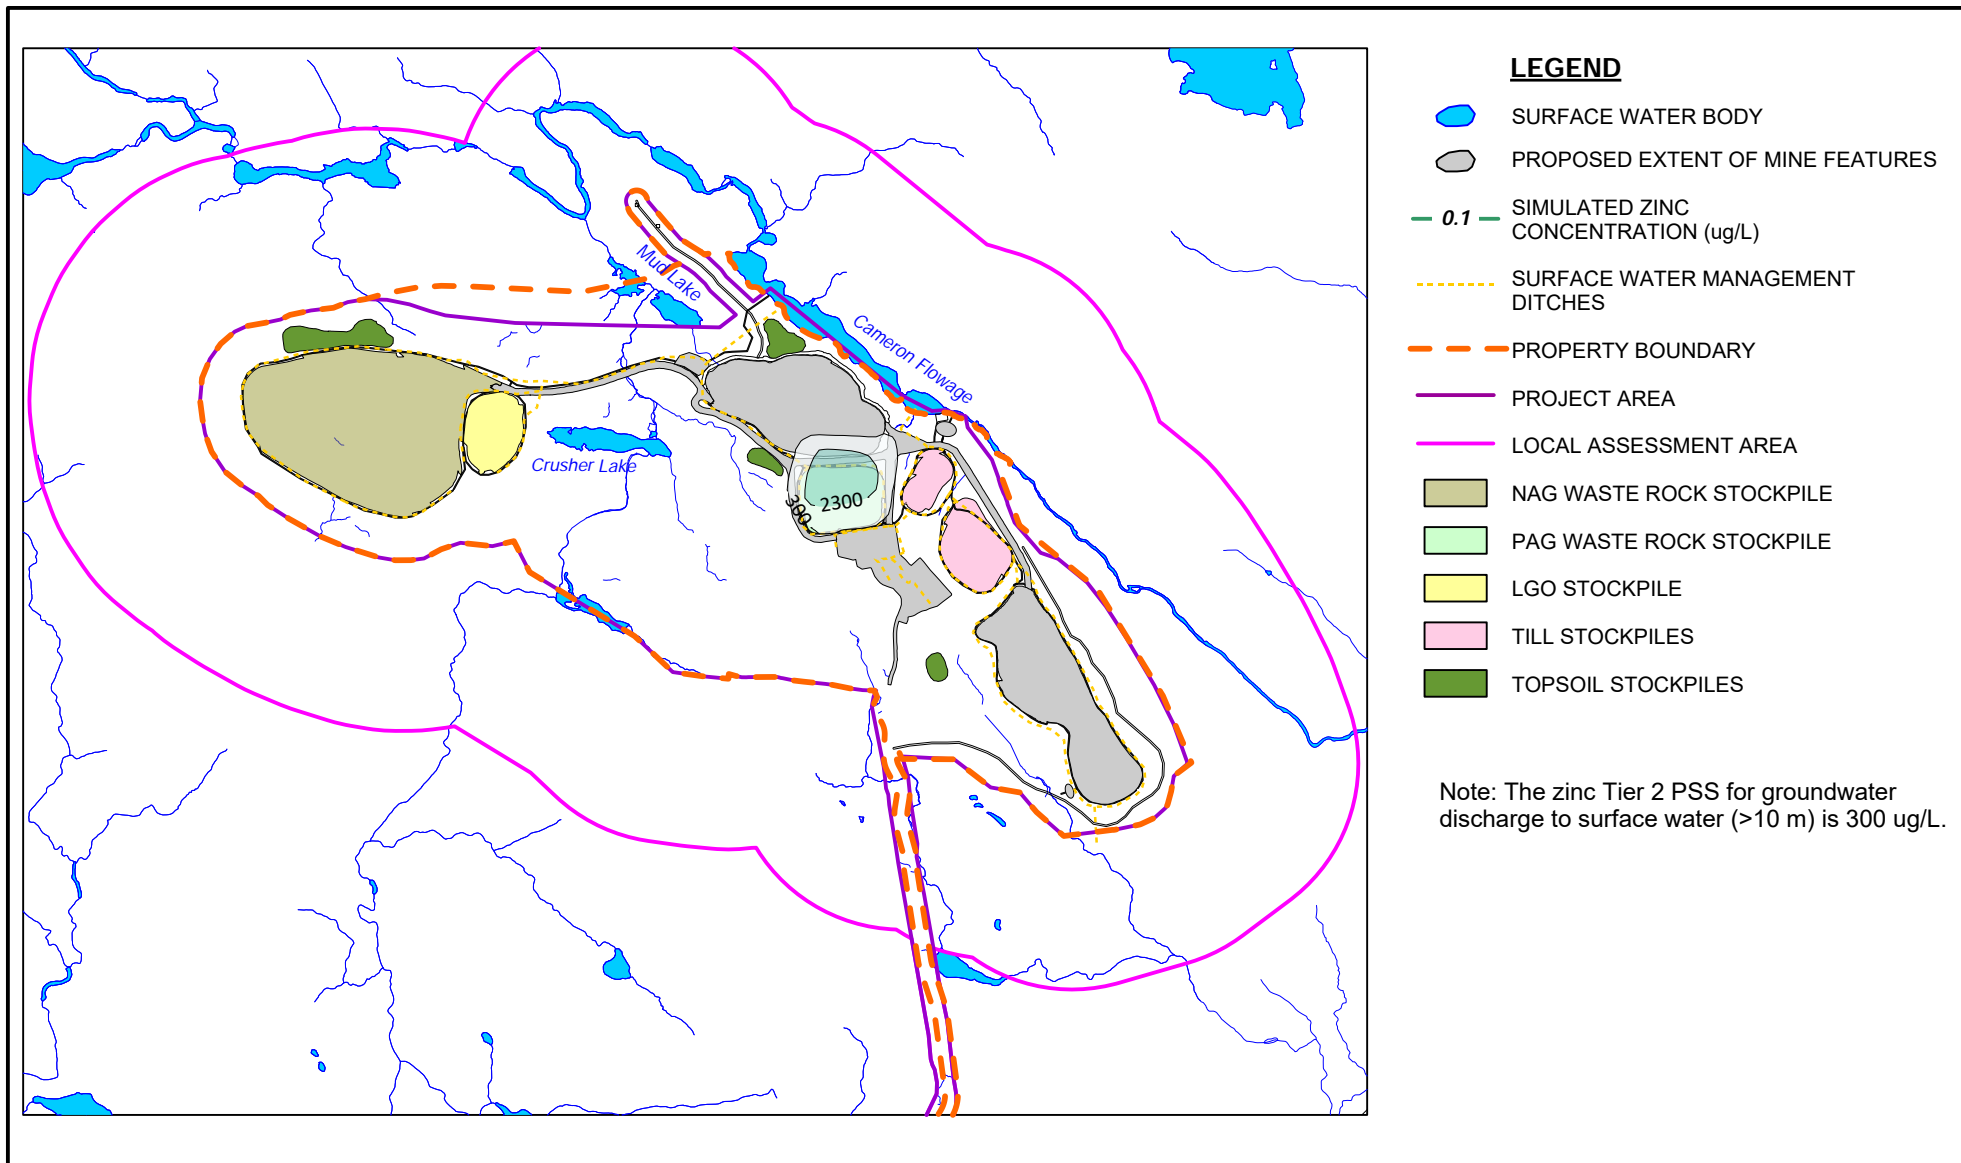 LEGEND
SURFACE WATER BODY
PROPOSED EXTENT OF MINE FEATURES
0.1
SIMULATED ZINC
CONCENTRATION (ug/L)
SURFACE WATER MANAGEMENT
DITCHES
PROPERTY BOUNDARY
PROJECT AREA
LOCAL ASSESSMENT AREA
NAG WASTE ROCK STOCKPILE
PAG WASTE ROCK STOCKPILE
LGO STOCKPILE
TILL STOCKPILES
TOPSOIL STOCKPILES
Note: The zinc Tier 2 PSS for groundwater
discharge to surface water (>10 m) is 300 ug/L.
Mud Lake
Cameron Flowage
Crusher Lake
300
2300